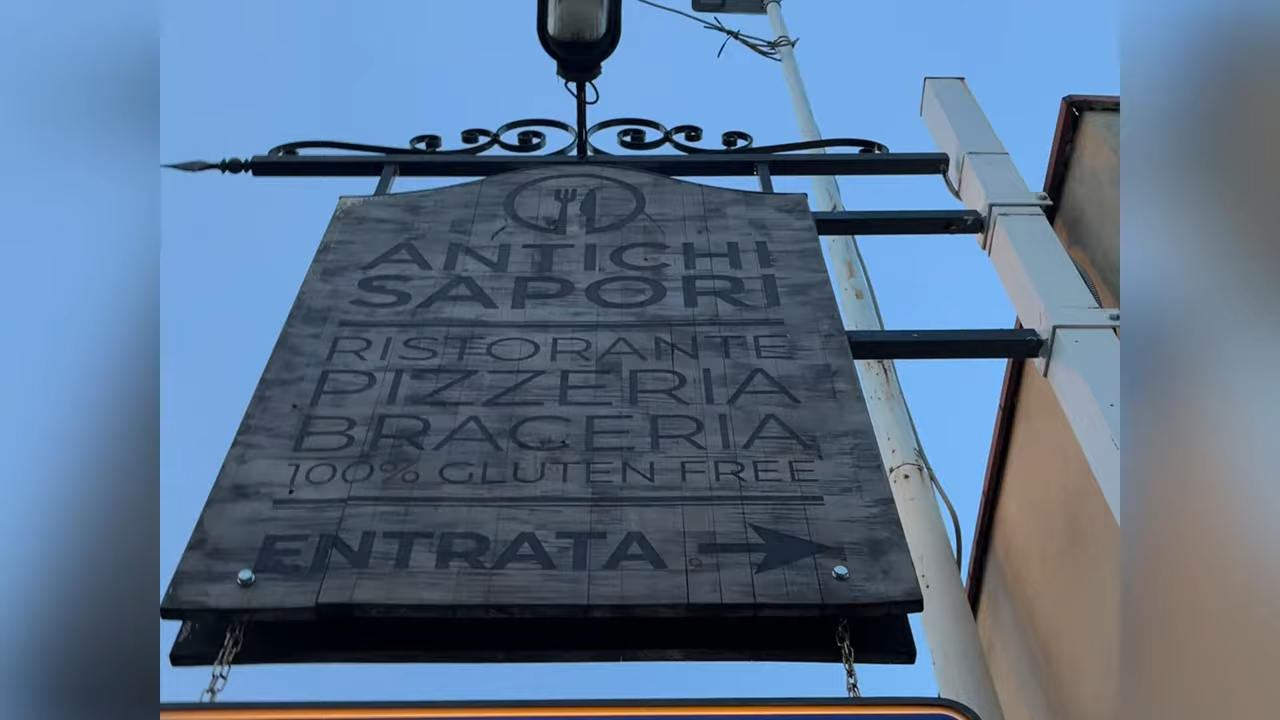 ANTICHI
SAPORI
RISTORANTE
PIZZERIA
BRACERIA
100% GLUTEN FREE
ENTRATA